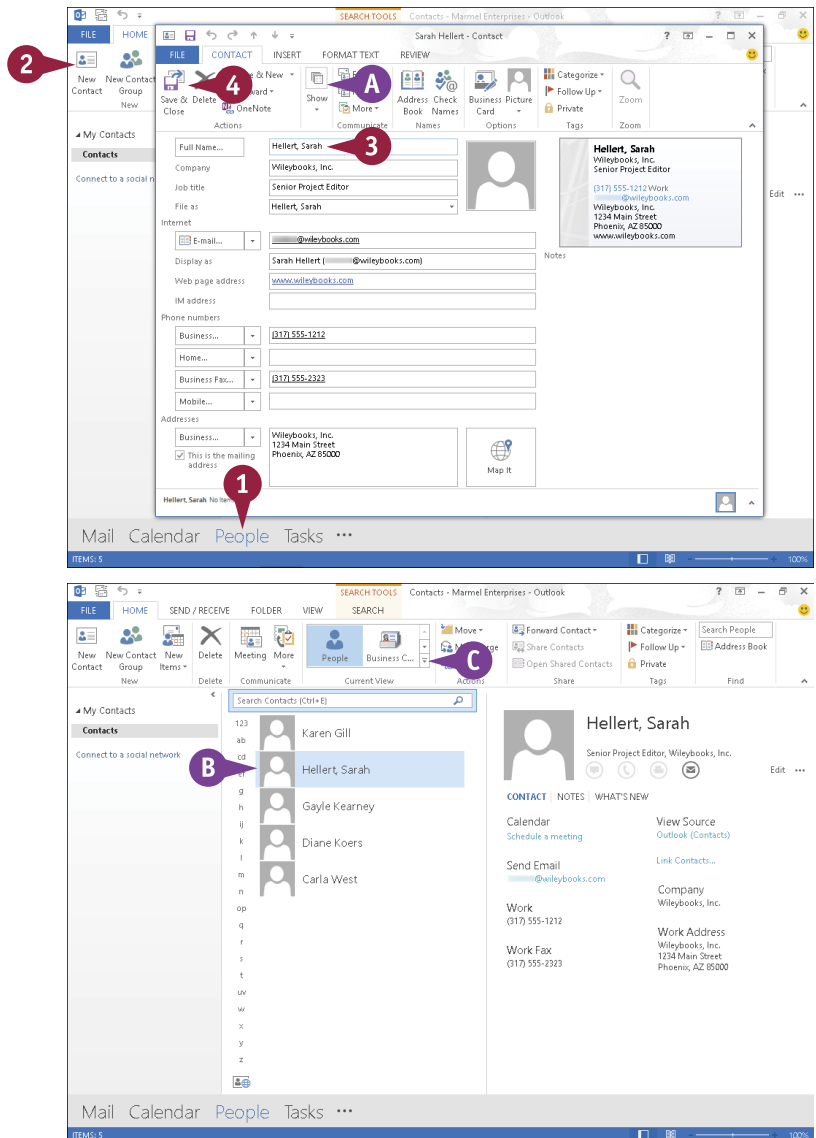 SEARCH TOOLS Contacts - Marmel Enterprises - Outlook
FILE HOME
Sarah Hellert - Contact
FILE CONTACT INSERT FORMAT TEXT REVIEW
2
New Contact
New Contact Group
New
4
A
Save & Close
Delete
& New
OneNote
Actions
Show
More
Communicate
Address Book
Check Names
Names
Business Card
Picture
Options
Categorize
Follow Up
Private
Tags
Zoom
Zoom
My Contacts
Contacts
Connect to a social n
Full Name... Hellert, Sarah
3
Company Wileybooks, Inc.
Job title Senior Project Editor
File as Hellert, Sarah
Internet
E-mail... @wileybooks.com
Display as Sarah Hellert ( @wileybooks.com)
Web page address www.wileybooks.com
IM address
Phone numbers
Business... (317) 555-1212
Home...
Business Fax... (317) 555-2323
Mobile...
Addresses
Business... Wileybooks, Inc.
1234 Main Street
Phoenix, AZ 85000
This is the mailing
address
Map It
Hellert, Sarah
Wileybooks, Inc.
Senior Project Editor
(317) 555-1212 Work
@wileybooks.com
Wileybooks, Inc.
1234 Main Street
Phoenix, AZ 85000
www.wileybooks.com
Notes
Edit
1
Hellert, Sarah No Items
Mail Calendar People Tasks
ITEMS: 5 100%
SEARCH TOOLS Contacts - Marmel Enterprises - Outlook
FILE HOME SEND / RECEIVE FOLDER VIEW SEARCH
New Contact
New Contact Group
New Items
New
Delete
Delete
Meeting
More
Communicate
People
Business C...
Current View
C
Move
Actions
Forward Contact
Share Contacts
Open Shared Contacts
Share
Categorize
Follow Up
Private
Tags
Search People
Address Book
Find
My Contacts
Contacts
Connect to a social network
Search Contacts (Ctrl+E)
123
ab
cd
ef
g
h
ij
k
l
m
n
op
q
r
s
t
uv
w
x
y
z
B
Karen Gill
Hellert, Sarah
Gayle Kearney
Diane Koers
Carla West
Hellert, Sarah
Senior Project Editor, Wileybooks, Inc.
Edit
CONTACT NOTES WHAT'S NEW
Calendar
Schedule a meeting
Send Email
@wileybooks.com
Work
(317) 555-1212
Work Fax
(317) 555-2323
View Source
Outlook (Contacts)
Link Contacts...
Company
Wileybooks, Inc.
Work Address
Wileybooks, Inc.
1234 Main Street
Phoenix, AZ 85000
Mail Calendar People Tasks
ITEMS: 5 100%